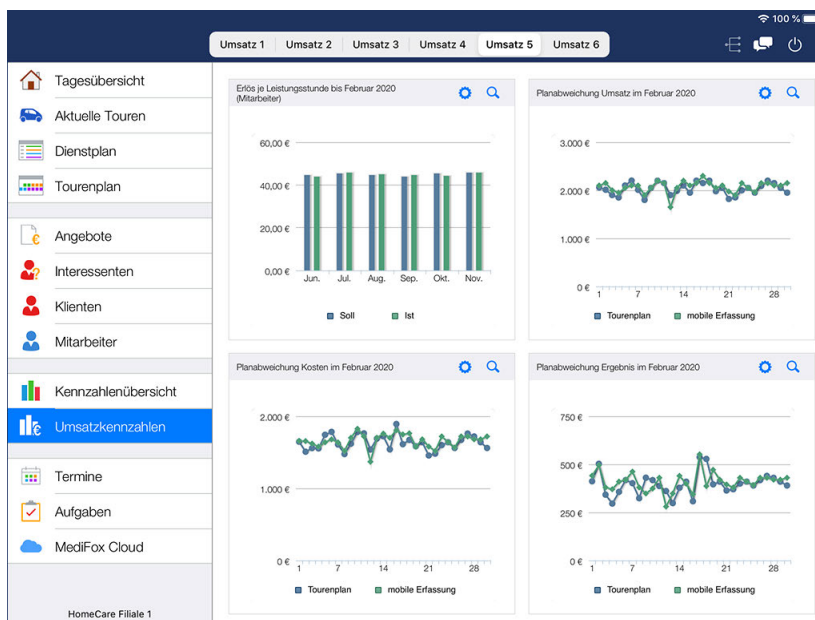 100 %
Umsatz 1 Umsatz 2 Umsatz 3 Umsatz 4 Umsatz 5 Umsatz 6
Tagesübersicht
Aktuelle Touren
Dienstplan
Tourenplan
Angebote
Interessenten
Klienten
Mitarbeiter
Kennzahlenübersicht
Umsatzkennzahlen
Termine
Aufgaben
MediFox Cloud
HomeCare Filiale 1
Erlös je Leistungsstunde bis Februar 2020
(Mitarbeiter)
60,00 €
40,00 €
20,00 €
0,00 €
Jun. Jul. Aug. Sep. Okt. Nov.
Soll Ist
Planabweichung Umsatz im Februar 2020
3.000 €
2.000 €
1.000 €
0 €
1 7 14 21 28
Tourenplan mobile Erfassung
Planabweichung Kosten im Februar 2020
2.000 €
1.000 €
0 €
1 7 14 21 28
Tourenplan mobile Erfassung
Planabweichung Ergebnis im Februar 2020
750 €
500 €
250 €
0 €
1 7 14 21 28
Tourenplan mobile Erfassung